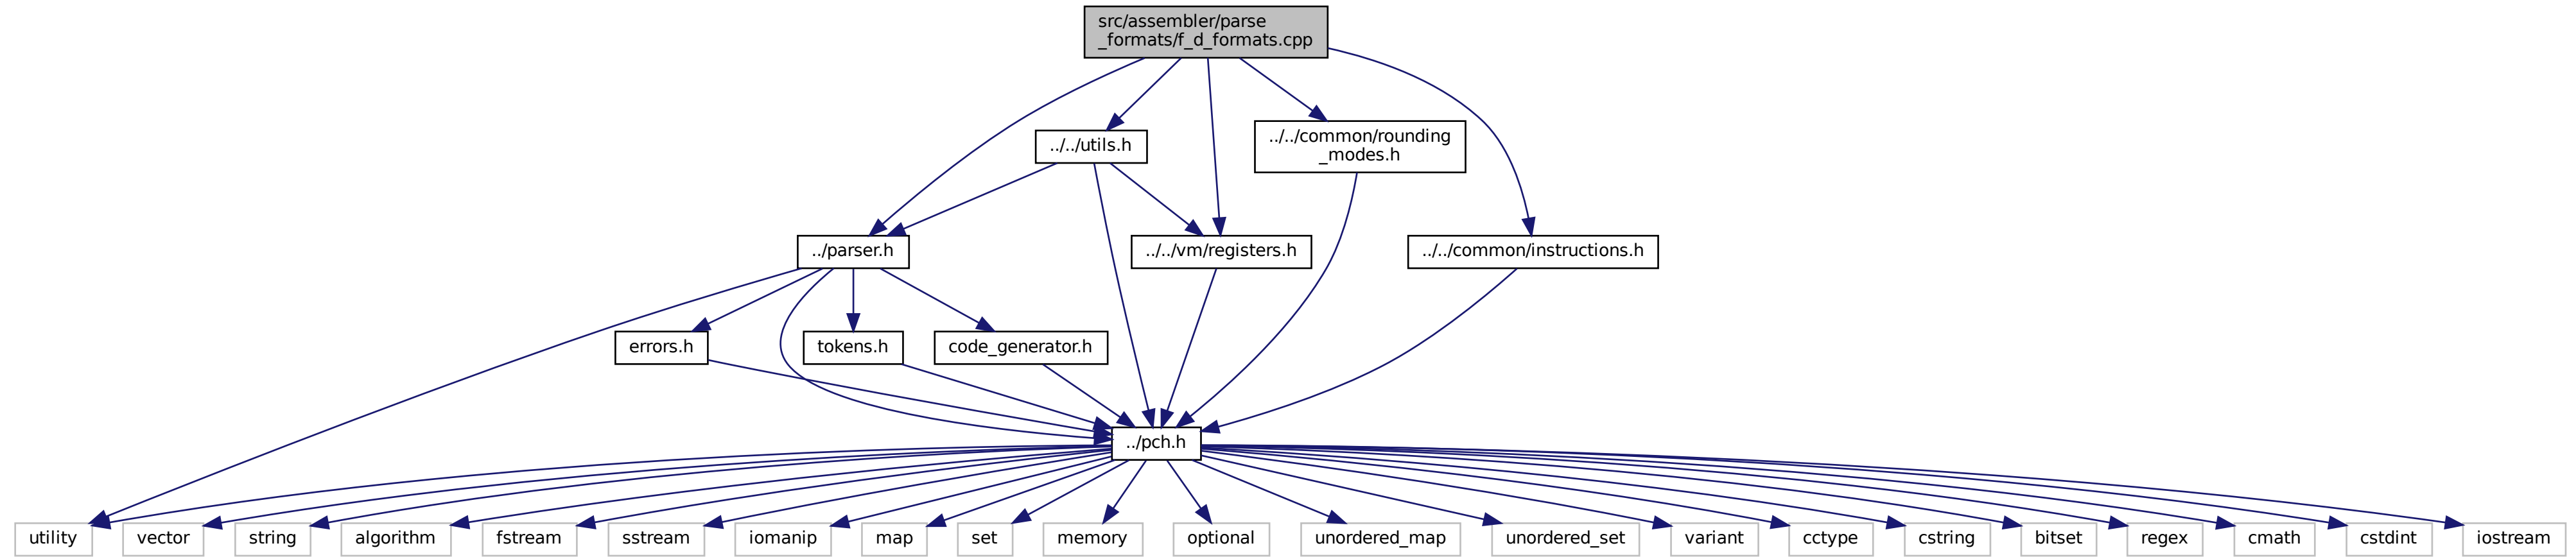 src/assembler/parse
_formats/f_d_formats.cpp
../../utils.h
../../common/rounding
_modes.h
../parser.h
../../vm/registers.h
../../common/instructions.h
errors.h
tokens.h
code_generator.h
../pch.h
utility
vector
string
algorithm
fstream
sstream
iomanip
map
set
memory
optional
unordered_map
unordered_set
variant
cctype
cstring
bitset
regex
cmath
cstdint
iostream